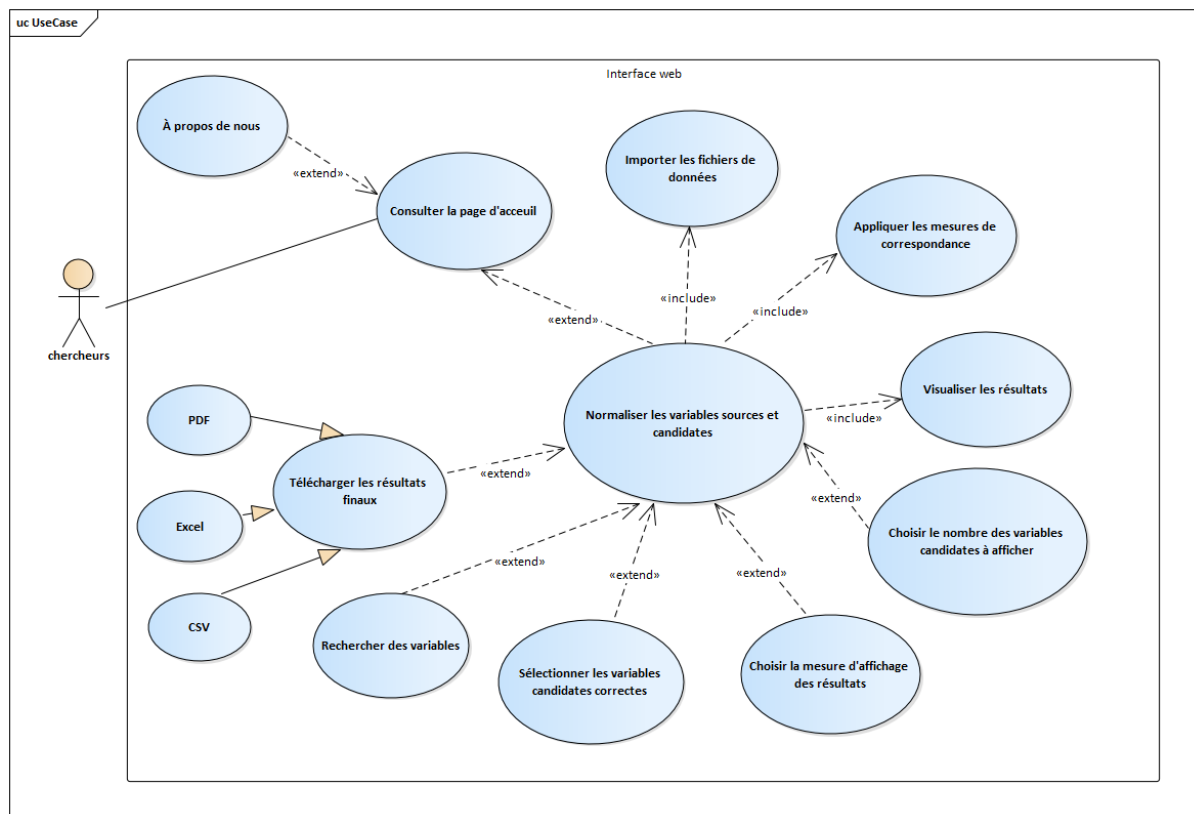 uc UseCase
Interface web
À propos de nous
«extend»
Consulter la page d'acceuil
Importer les fichiers de
données
Appliquer les mesures de
correspondance
chercheurs
«extend»
«include»
«include»
Normaliser les variables sources et
candidates
Visualiser les résultats
«include»
PDF
Télécharger les résultats
finaux
«extend»
Excel
CSV
«extend»
Choisir le nombre des variables
candidates à afficher
«extend»
«extend»
«extend»
Rechercher des variables
Sélectionner les variables
candidates correctes
Choisir la mesure d'affichage
des résultats